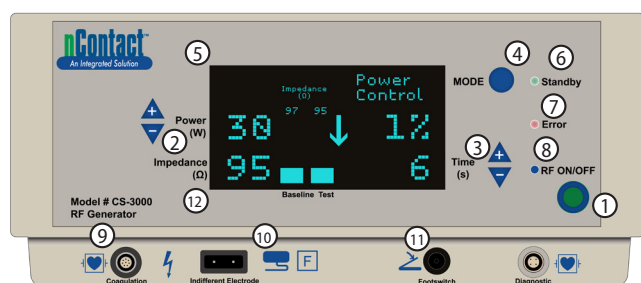 nContact™
An Integrated Solution
5
Impedance
(Ω)
97 95
Power
Control
MODE
4
6
Standby
7
Error
+
−
Power
(W)
2
30
1%
3
+
−
8
RF ON/OFF
Impedance
(Ω)
95
6
Time
(s)
1
Baseline Test
12
Model # CS-3000
RF Generator
9
10
11
F
Coagulation
Indifferent Electrode
Footswitch
Diagnostic